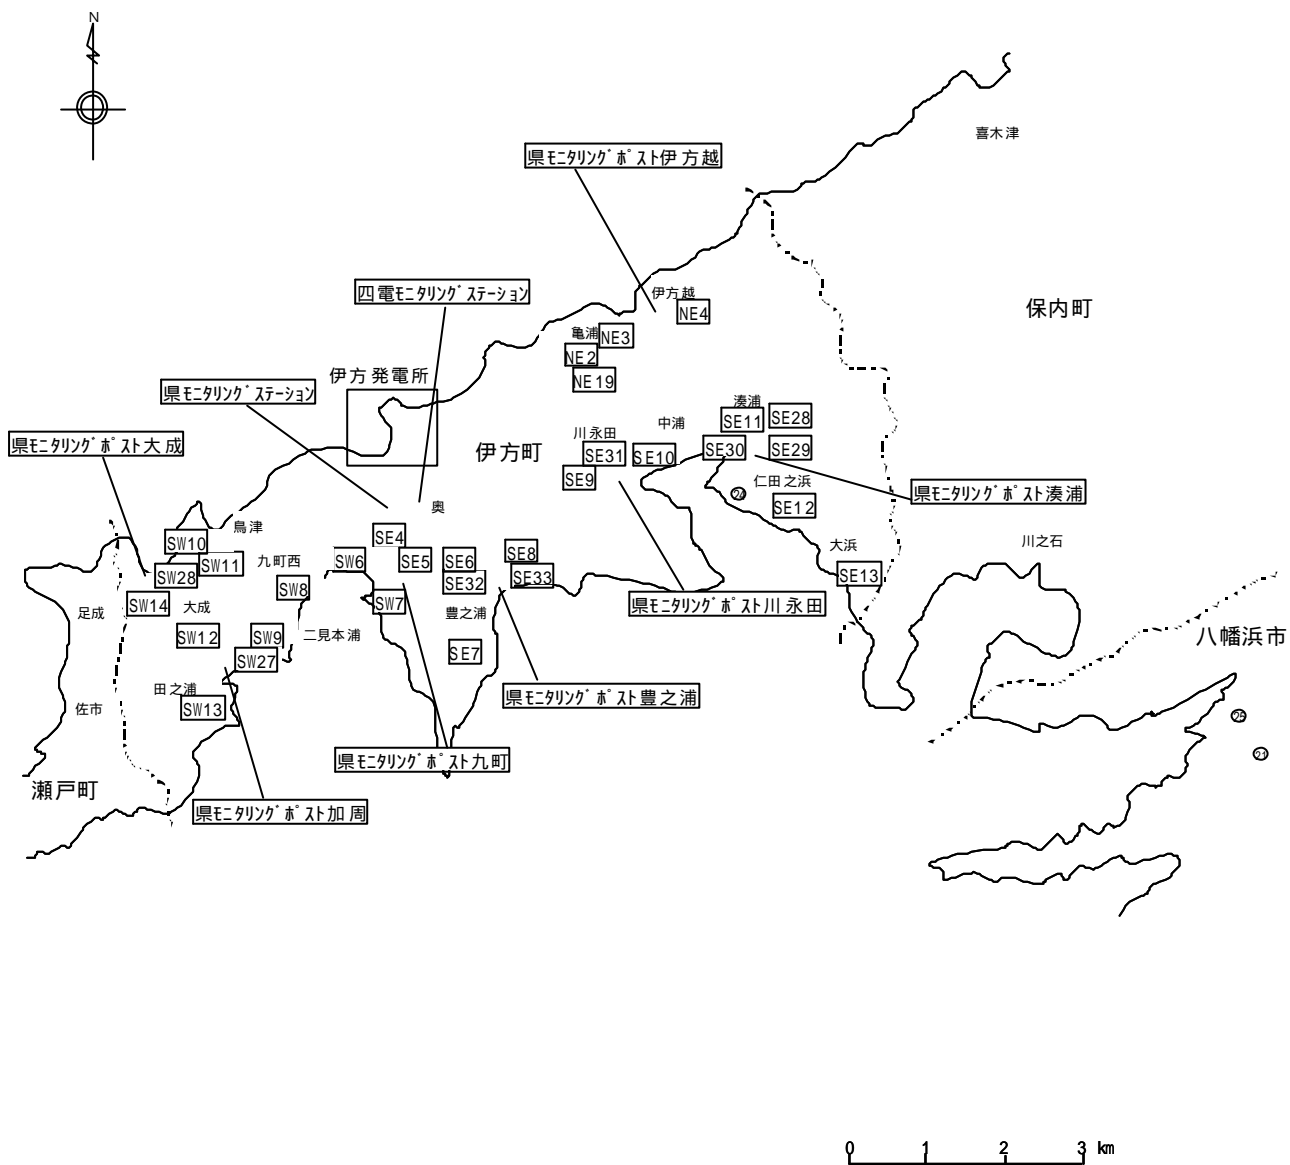 N
喜木津
県モニタリングポスト伊方越
四電モニタリングステーション
伊方越
NE4
保内町
亀浦
NE3
NE2
NE19
伊方発電所
県モニタリングステーション
県モニタリングポスト大成
伊方町
湊浦
SE11
SE28
中浦
川永田
SE31
SE10
SE30
SE29
SE9
仁田之浜
24
SE12
県モニタリングポスト湊浦
奥
鳥津
SW10
SE4
大浜
川之石
SW11
九町西
SW6
SE5
SE6
SE8
SE33
SE13
SW28
SW8
SE32
SW14
足成
大成
SW7
豊之浦
県モニタリングポスト川永田
SW12
SW9
二見本浦
八幡浜市
SW27
SE7
田之浦
SW13
佐市
県モニタリングポスト豊之浦
25
21
県モニタリングポスト九町
瀬戸町
県モニタリングポスト加周
0 1 2 3 km